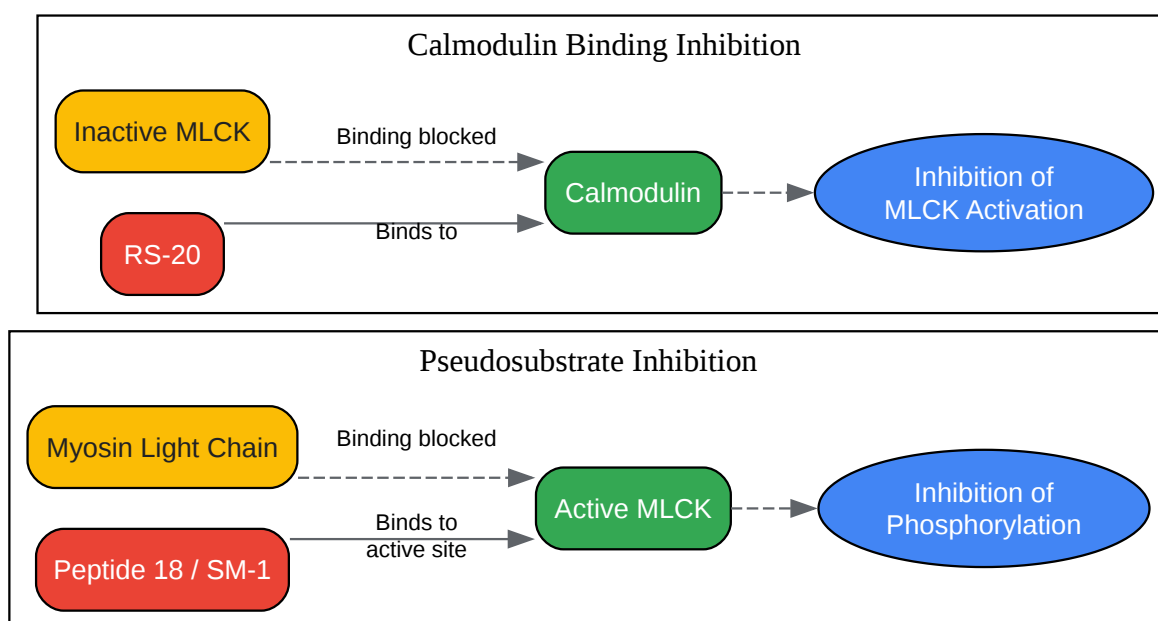 Calmodulin Binding Inhibition
Inactive MLCK
Binding blocked
Calmodulin
Inhibition of
MLCK Activation
RS-20
Binds to
Pseudosubstrate Inhibition
Myosin Light Chain
Binding blocked
Active MLCK
Inhibition of
Phosphorylation
Peptide 18 / SM-1
Binds to
active site